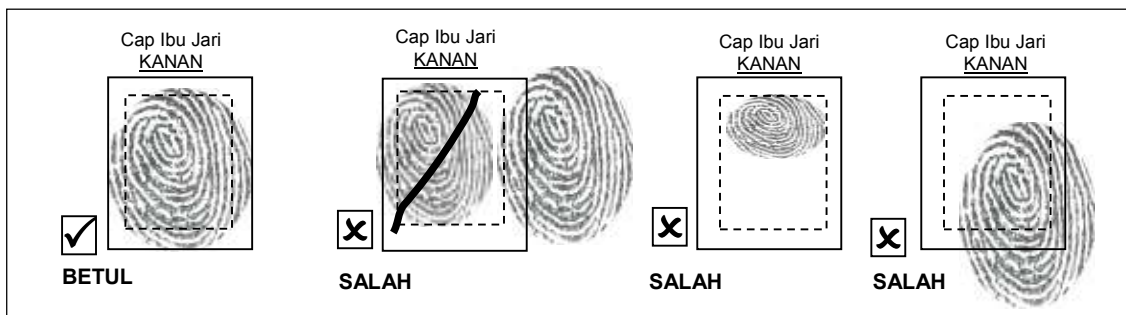 Cap Ibu Jari
KANAN
BETUL
Cap Ibu Jari
KANAN
SALAH
Cap Ibu Jari
KANAN
SALAH
Cap Ibu Jari
KANAN
SALAH